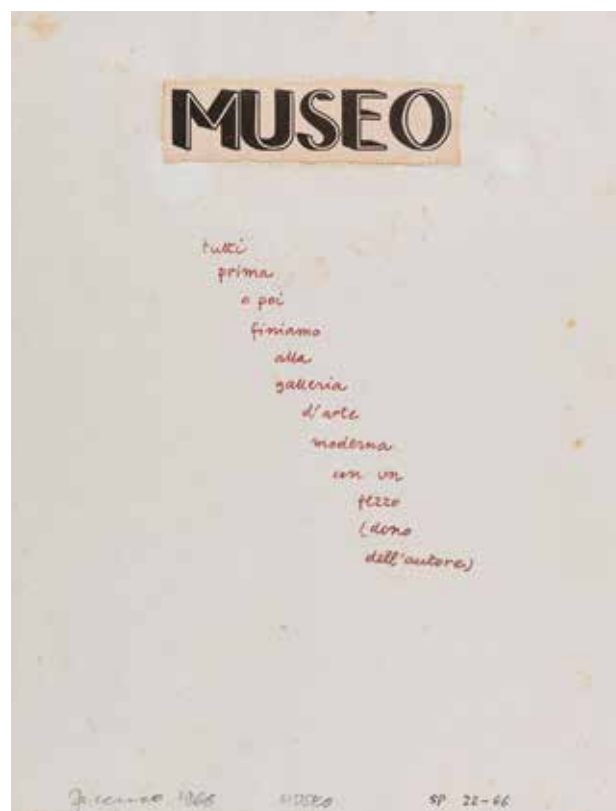 MUSEO
tutti
prima
o poi
finiamo
alla
galleria
d'arte
moderna
con un
pezzo
(dono
dell'autore)
1966 MUSEO SP. 22-66